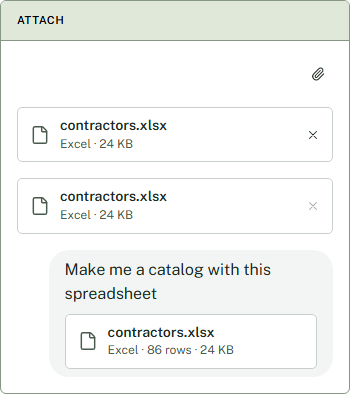 ATTACH
contractors.xlsx
Excel · 24 KB
contractors.xlsx
Excel · 24 KB
Make me a catalog with this
spreadsheet
contractors.xlsx
Excel · 86 rows · 24 KB